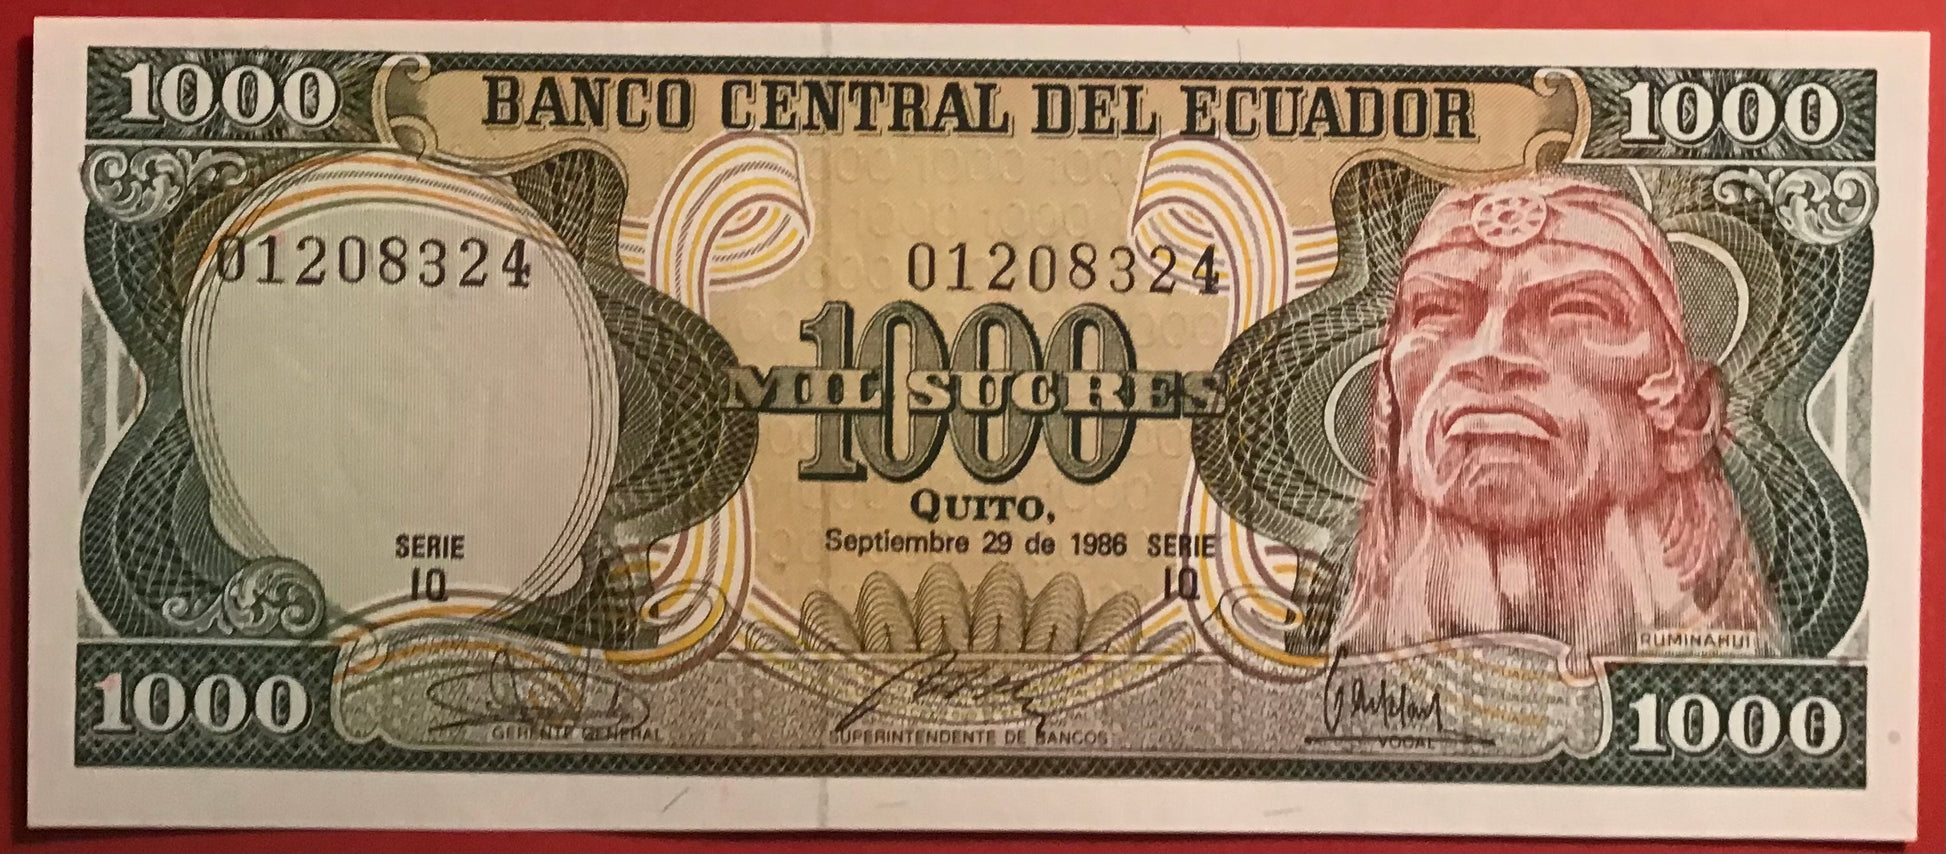 1000 BANCO CENTRAL DEL ECUADOR 1000
01208324 01208324
1000
MIL SUCRES
QUITO,
Septiembre 29 de 1986 SERIE
SERIE
IQ IQ
RUMIÑAHUI
1000 1000
GERENTE GENERAL SUPERINTENDENTE DE BANCOS VOCAL